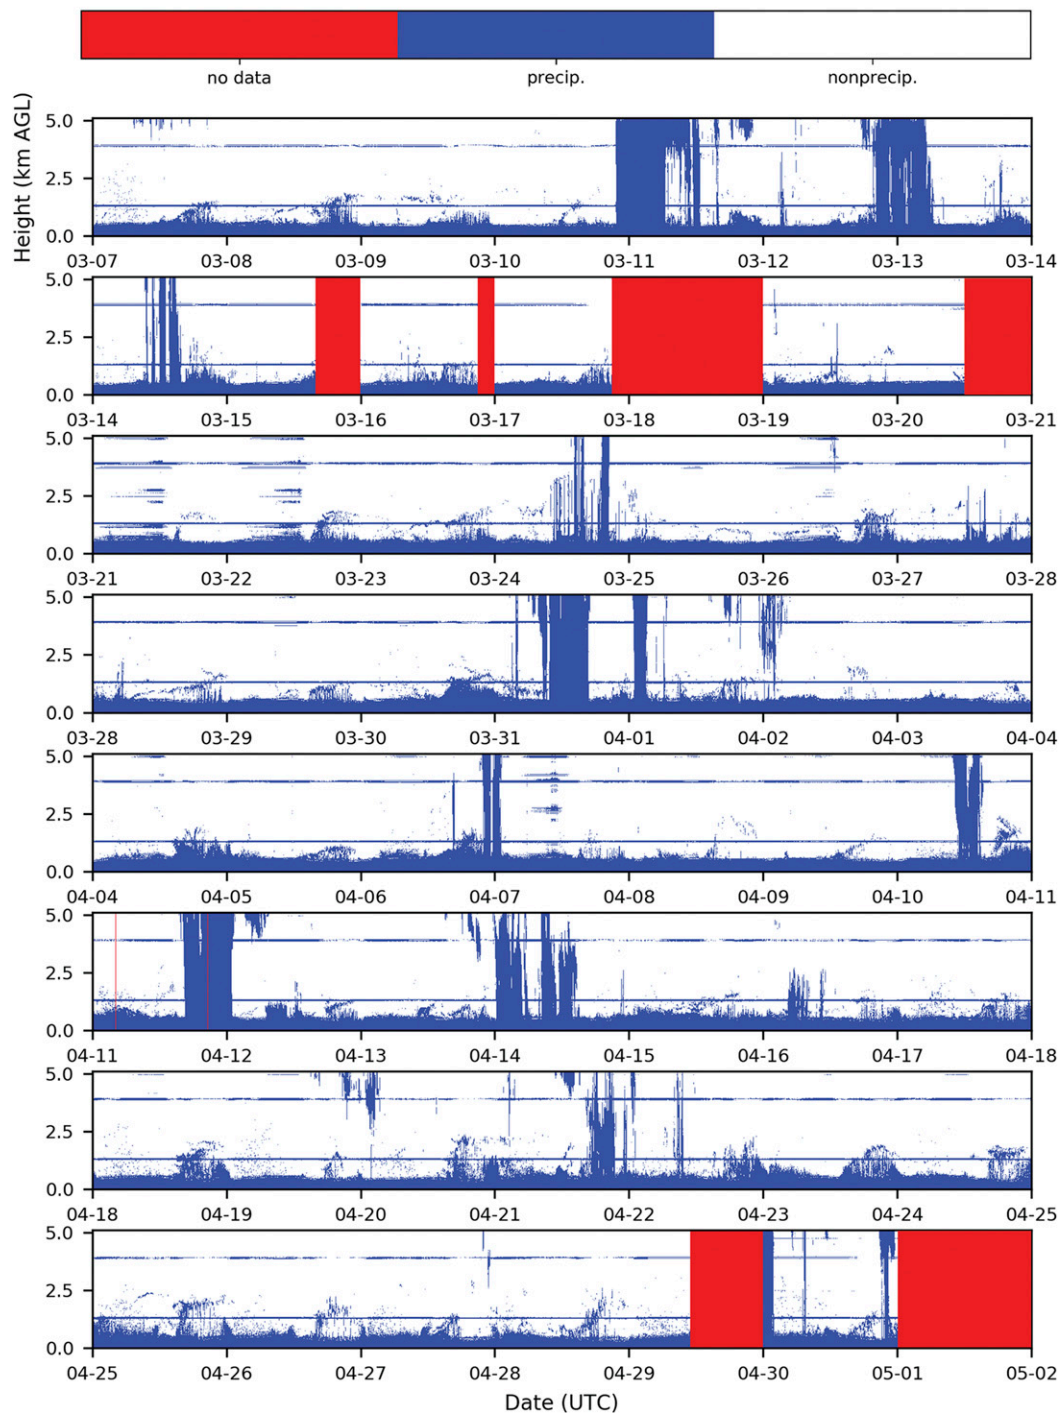 no data precip. nonprecip.
Height (km AGL)
5.0
2.5
0.0
03-07 03-08 03-09 03-10 03-11 03-12 03-13 03-14
5.0
2.5
0.0
03-14 03-15 03-16 03-17 03-18 03-19 03-20 03-21
5.0
2.5
0.0
03-21 03-22 03-23 03-24 03-25 03-26 03-27 03-28
5.0
2.5
0.0
03-28 03-29 03-30 03-31 04-01 04-02 04-03 04-04
5.0
2.5
0.0
04-04 04-05 04-06 04-07 04-08 04-09 04-10 04-11
5.0
2.5
0.0
04-11 04-12 04-13 04-14 04-15 04-16 04-17 04-18
5.0
2.5
0.0
04-18 04-19 04-20 04-21 04-22 04-23 04-24 04-25
5.0
2.5
0.0
04-25 04-26 04-27 04-28 04-29 04-30 05-01 05-02
Date (UTC)